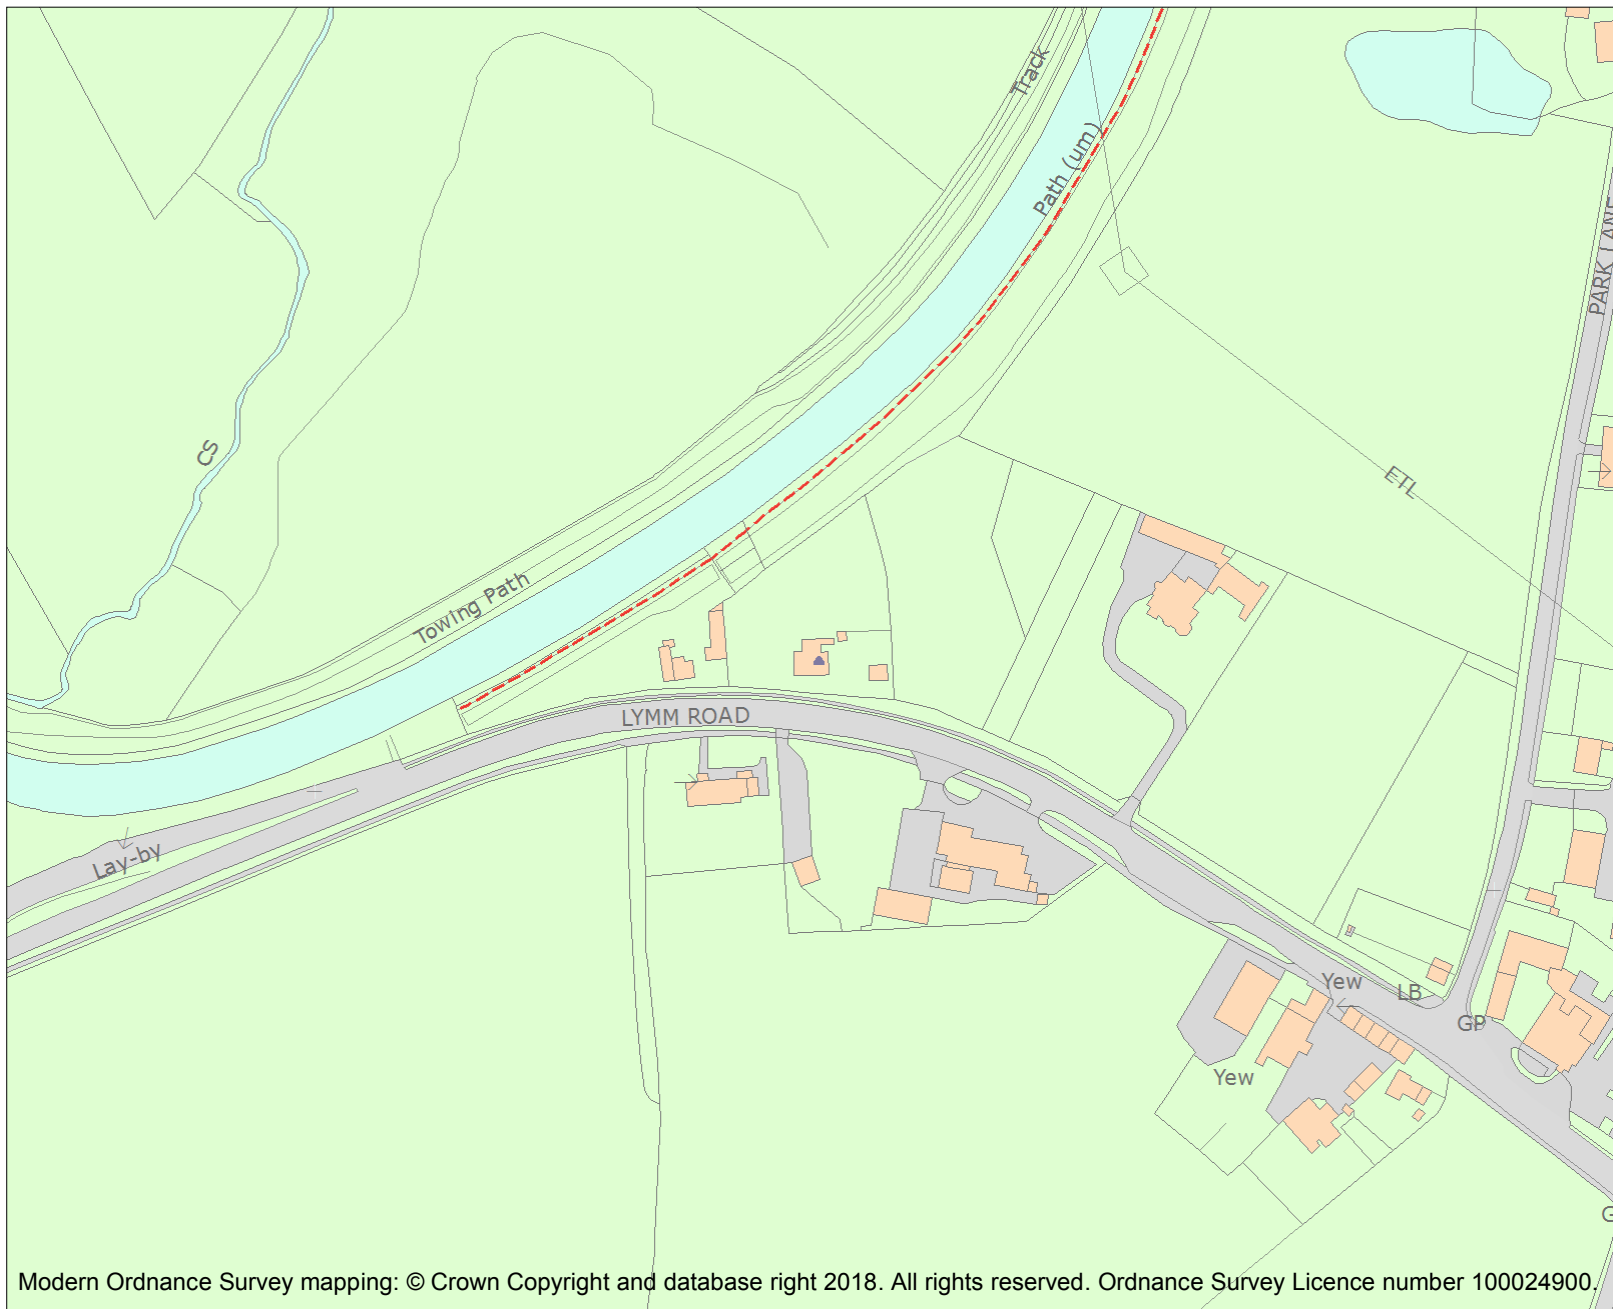 Track
Path (um)
PARK LANE
CS
ETL
Towing Path
LYMM ROAD
Lay-by
Yew
LB
GP
Yew
G
Modern Ordnance Survey mapping: © Crown Copyright and database right 2018. All rights reserved. Ordnance Survey Licence number 100024900.